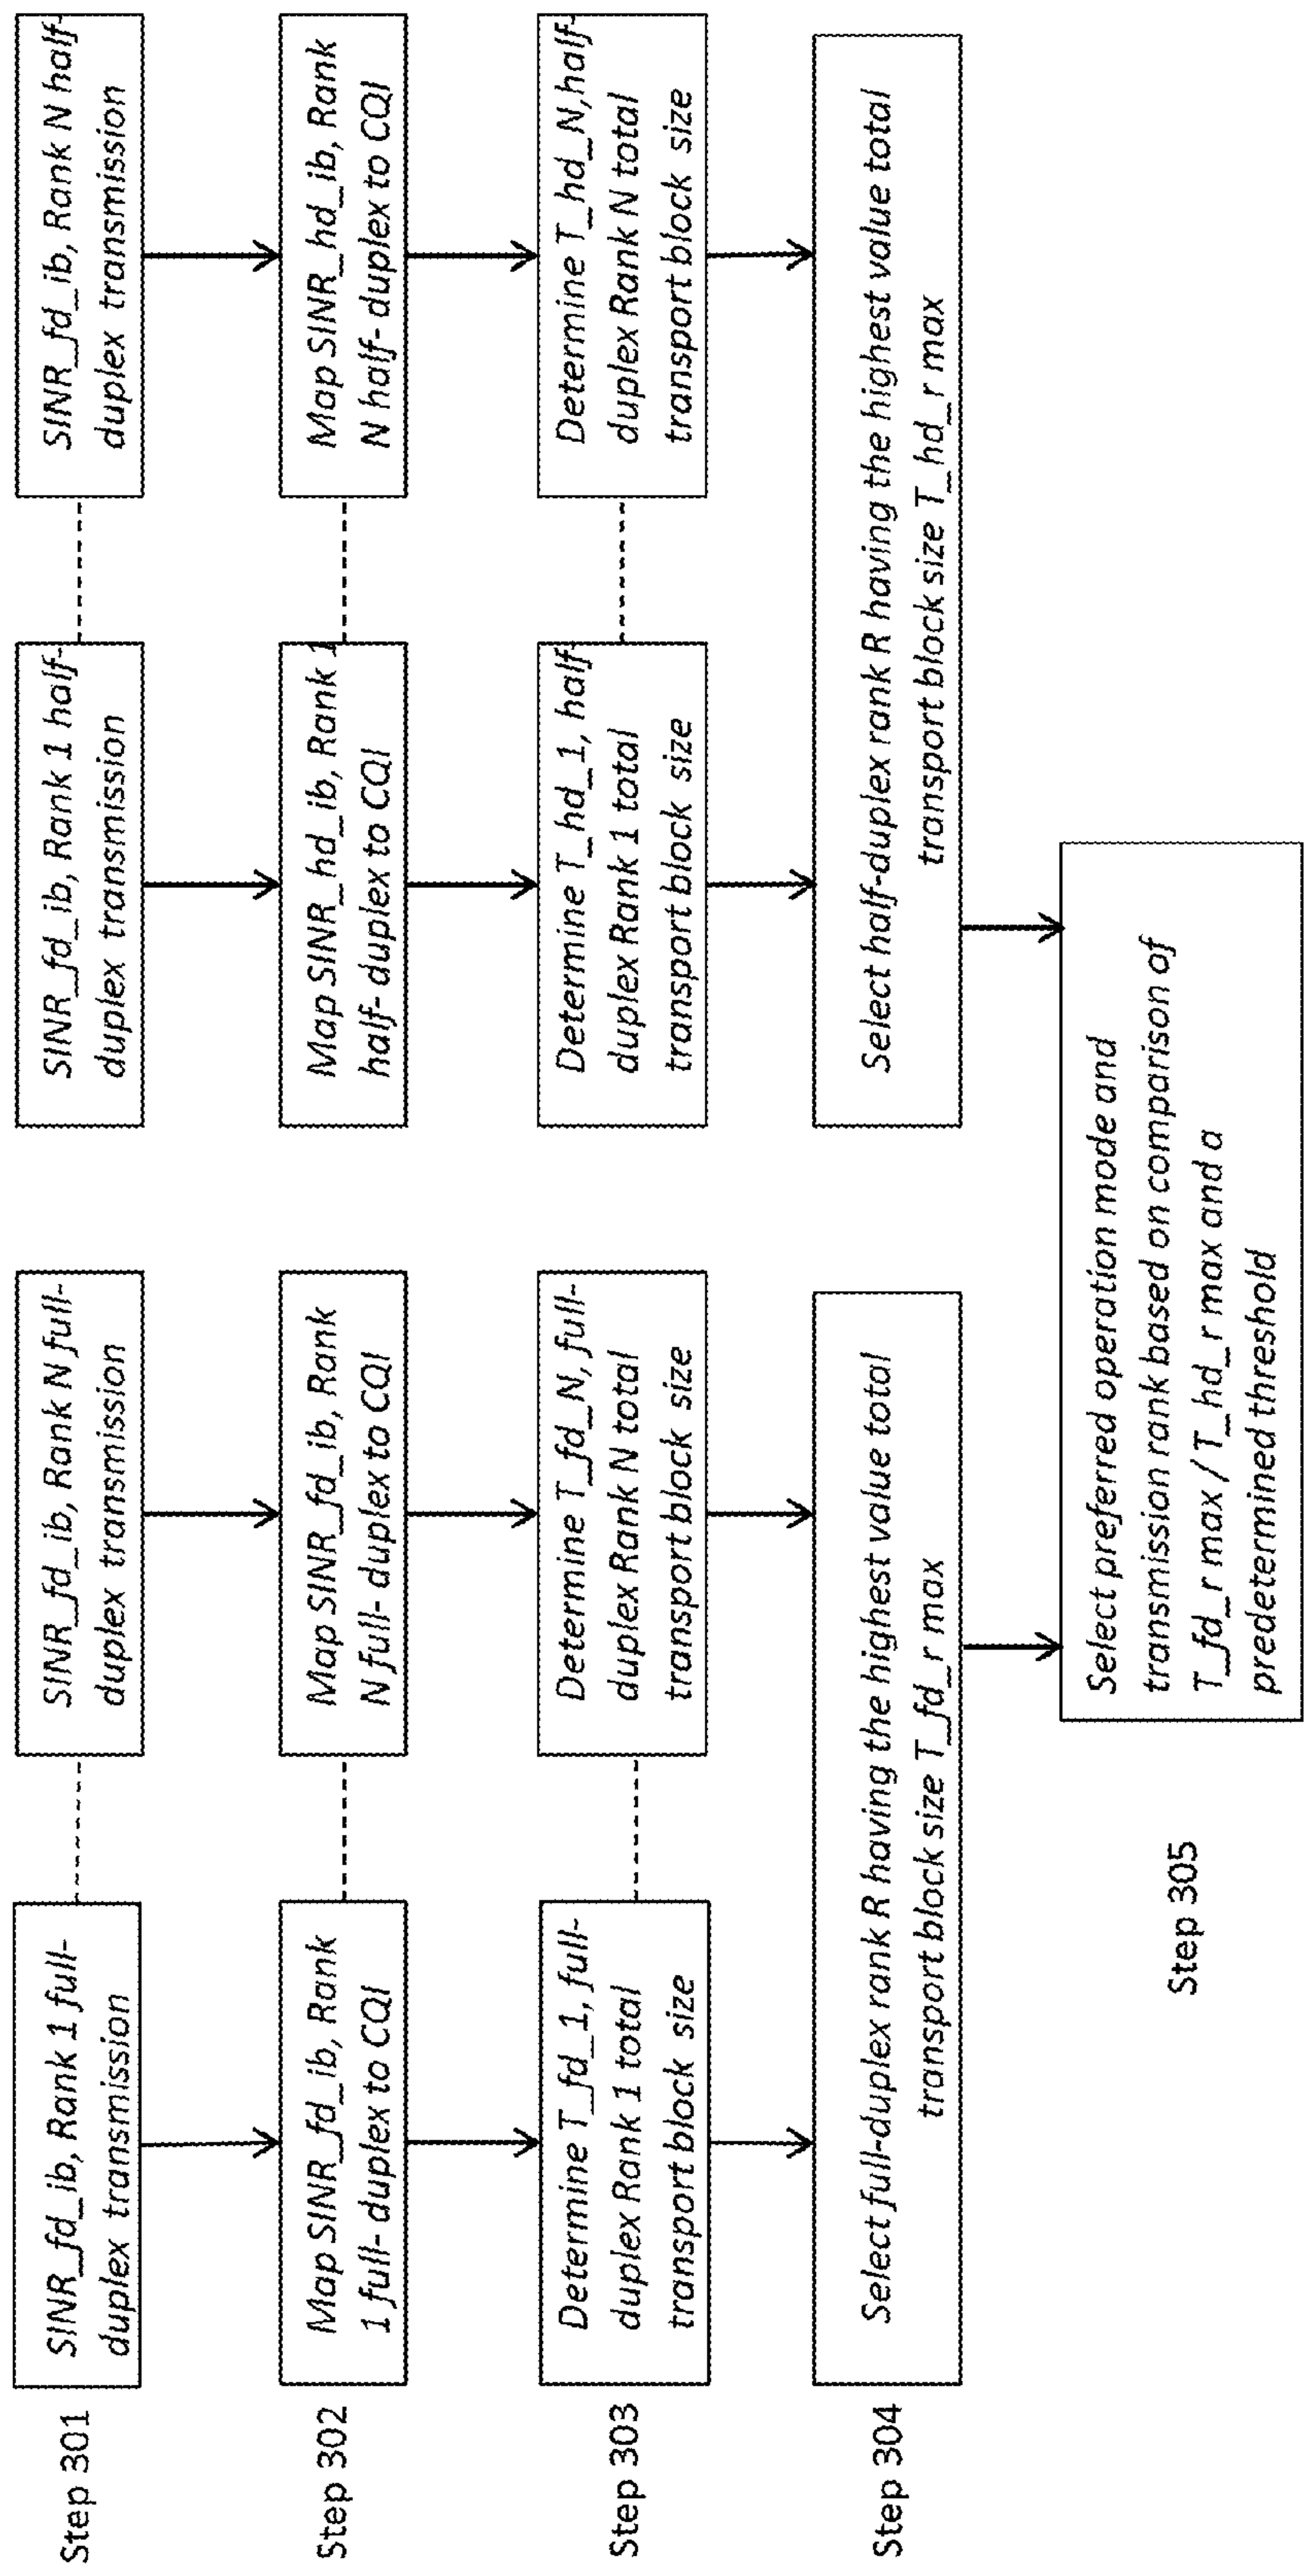 Step 301
SINR_fd_ib, Rank 1 full-
duplex transmission
SINR_fd_ib, Rank N full-
duplex transmission
SINR_fd_ib, Rank 1 half-
duplex transmission
SINR_fd_ib, Rank N half-
duplex transmission
Step 302
Map SINR_fd_ib, Rank
1 full- duplex to CQI
Map SINR_fd_ib, Rank
N full- duplex to CQI
Map SINR_hd_ib, Rank 1
half- duplex to CQI
Map SINR_hd_ib, Rank
N half- duplex to CQI
Step 303
Determine T_fd_1, full-
duplex Rank 1 total
transport block size
Determine T_fd_N, full-
duplex Rank N total
transport block size
Determine T_hd_1, half-
duplex Rank 1 total
transport block size
Determine T_hd_N,half-
duplex Rank N total
transport block size
Step 304
Select full-duplex rank R having the highest value total
transport block size T_fd_r max
Select half-duplex rank R having the highest value total
transport block size T_hd_r max
Step 305
Select preferred operation mode and
transmission rank based on comparison of
T_fd_r max / T_hd_r max and a
predetermined threshold